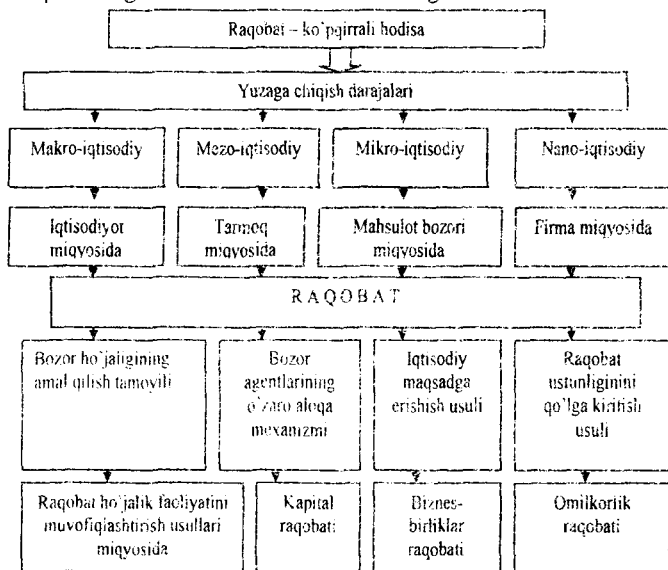 Raqobat – ko`pqirrali hodisa
Yuzaga chiqish darajalari
Makro-iqtisodiy
Mezo-iqtisodiy
Mikro-iqtisodiy
Nano-iqtisodiy
Iqtisodiyot
miqyosida
Tarmoq
miqyosida
Mahsulot bozori
miqyosida
Firma miqyosida
RAQOBAT
Bozor ho`jaligining
amal qilish tamoyili
Bozor
agentlarining
o`zaro aloqa
mexanizmi
Iqtisodiy
maqsadga
erishish usuli
Raqobat
ustunliginini
qo`lga kiritish
usuli
Raqobat ho`jalik faoliyatini
muvofiqlashtirish usullari
miqyosida
Kapital
raqobati
Biznes-
birliklar
raqobati
Omilkorlik
raqobati